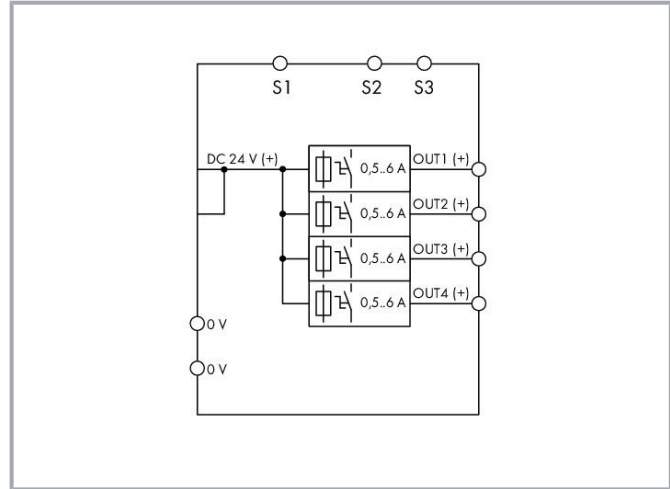 S1 S2 S3
DC 24 V (+)
0,5..6 A OUT1 (+)
0,5..6 A OUT2 (+)
0,5..6 A OUT3 (+)
0,5..6 A OUT4 (+)
0 V
0 V